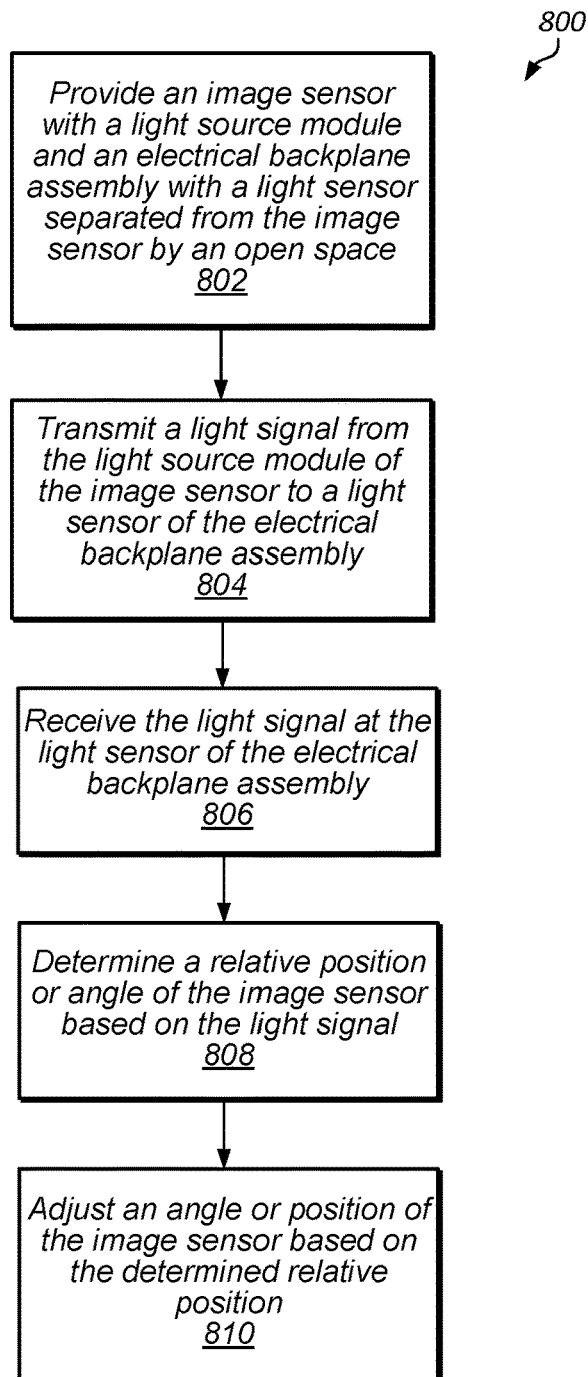 800
Provide an image sensor
with a light source module
and an electrical backplane
assembly with a light sensor
separated from the image
sensor by an open space
802
Transmit a light signal from
the light source module of
the image sensor to a light
sensor of the electrical
backplane assembly
804
Receive the light signal at the
light sensor of the electrical
backplane assembly
806
Determine a relative position
or angle of the image sensor
based on the light signal
808
Adjust an angle or position of
the image sensor based on
the determined relative
position
810